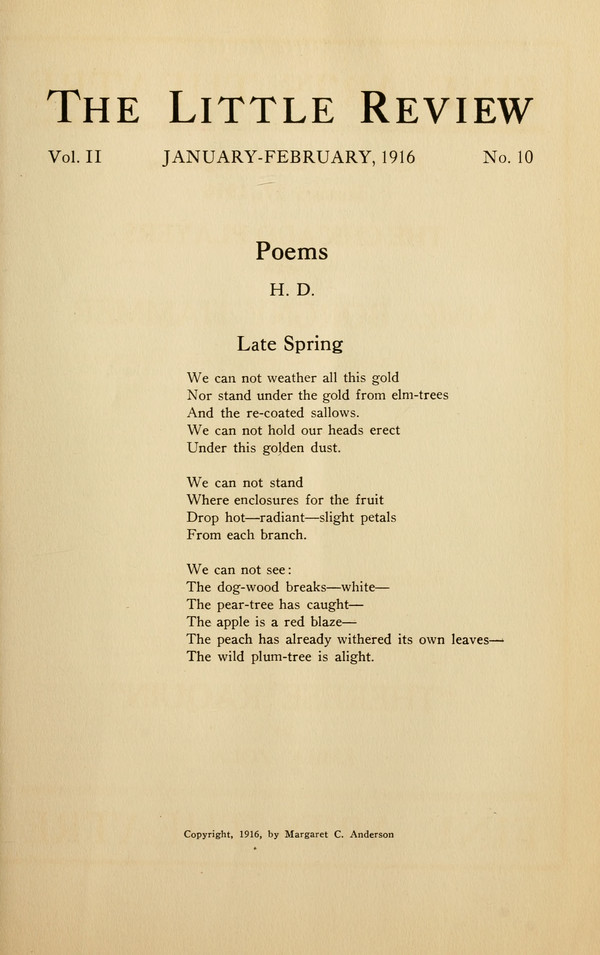 THE LITTLE REVIEW
Vol. II JANUARY-FEBRUARY, 1916 No. 10
Poems
H. D.
Late Spring
We can not weather all this gold
Nor stand under the gold from elm-trees
And the re-coated sallows.
We can not hold our heads erect
Under this golden dust.
We can not stand
Where enclosures for the fruit
Drop hot—radiant—slight petals
From each branch.
We can not see:
The dog-wood breaks—white—
The pear-tree has caught—
The apple is a red blaze—
The peach has already withered its own leaves—
The wild plum-tree is alight.
Copyright, 1916, by Margaret C. Anderson